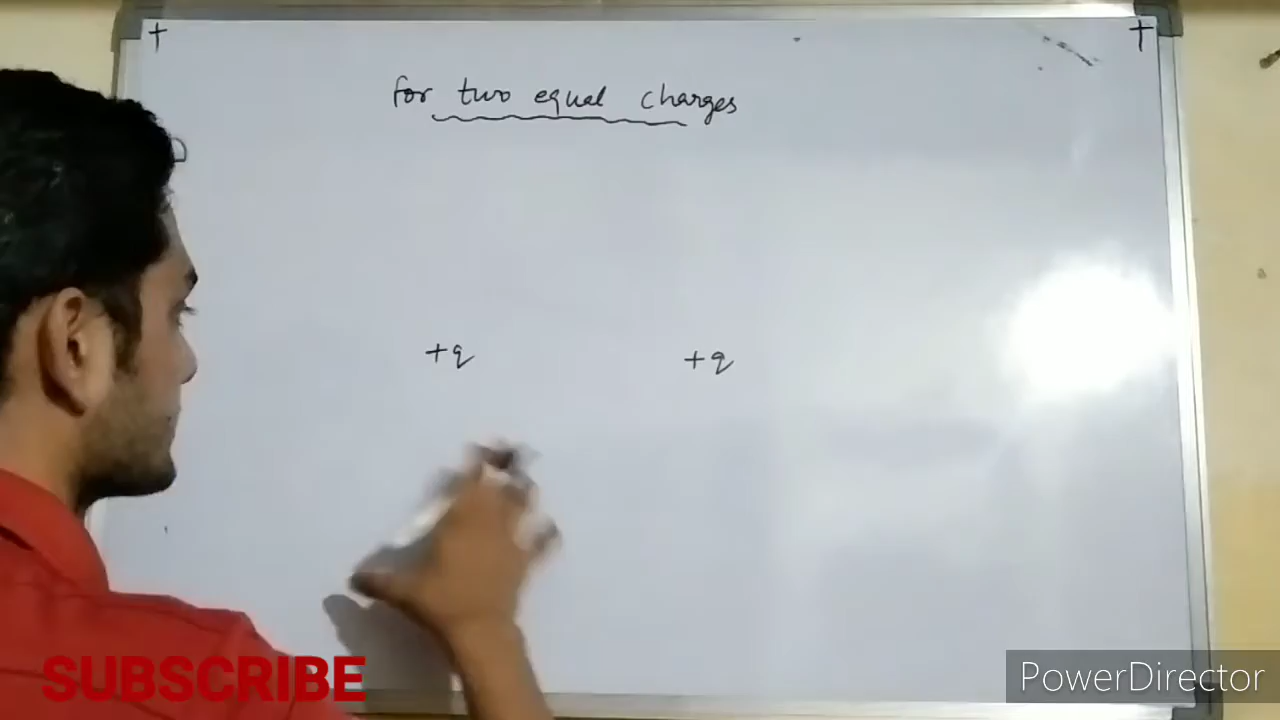 + +
for two equal charges
+q +q
SUBSCRIBE
PowerDirector